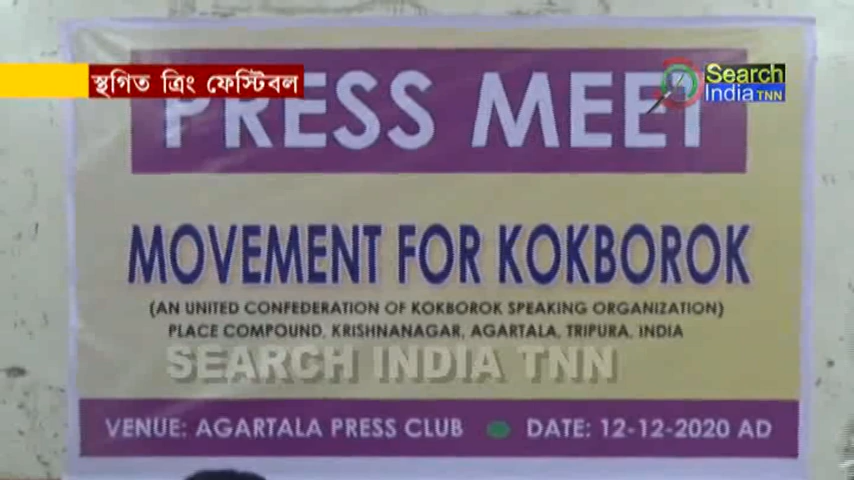 স্থগিত ত্রিং ফেস্টিবল
Search
India TNN
PRESS MEET
MOVEMENT FOR KOKBOROK
(AN UNITED CONFEDERATION OF KOKBOROK SPEAKING ORGANIZATION)
PLACE COMPOUND, KRISHNANAGAR, AGARTALA, TRIPURA, INDIA
SEARCH INDIA TNN
VENUE: AGARTALA PRESS CLUB DATE: 12-12-2020 AD